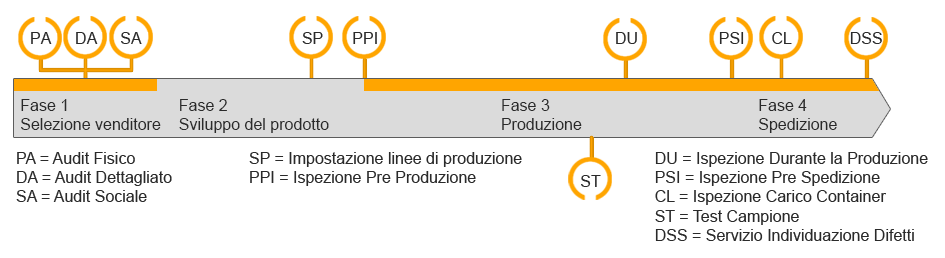 PA DA SA SP PPI DU PSI CL DSS
Fase 1
Selezione venditore
Fase 2
Sviluppo del prodotto
Fase 3
Produzione
Fase 4
Spedizione
ST
PA = Audit Fisico
DA = Audit Dettagliato
SA = Audit Sociale
SP = Impostazione linee di produzione
PPI = Ispezione Pre Produzione
DU = Ispezione Durante la Produzione
PSI = Ispezione Pre Spedizione
CL = Ispezione Carico Container
ST = Test Campione
DSS = Servizio Individuazione Difetti